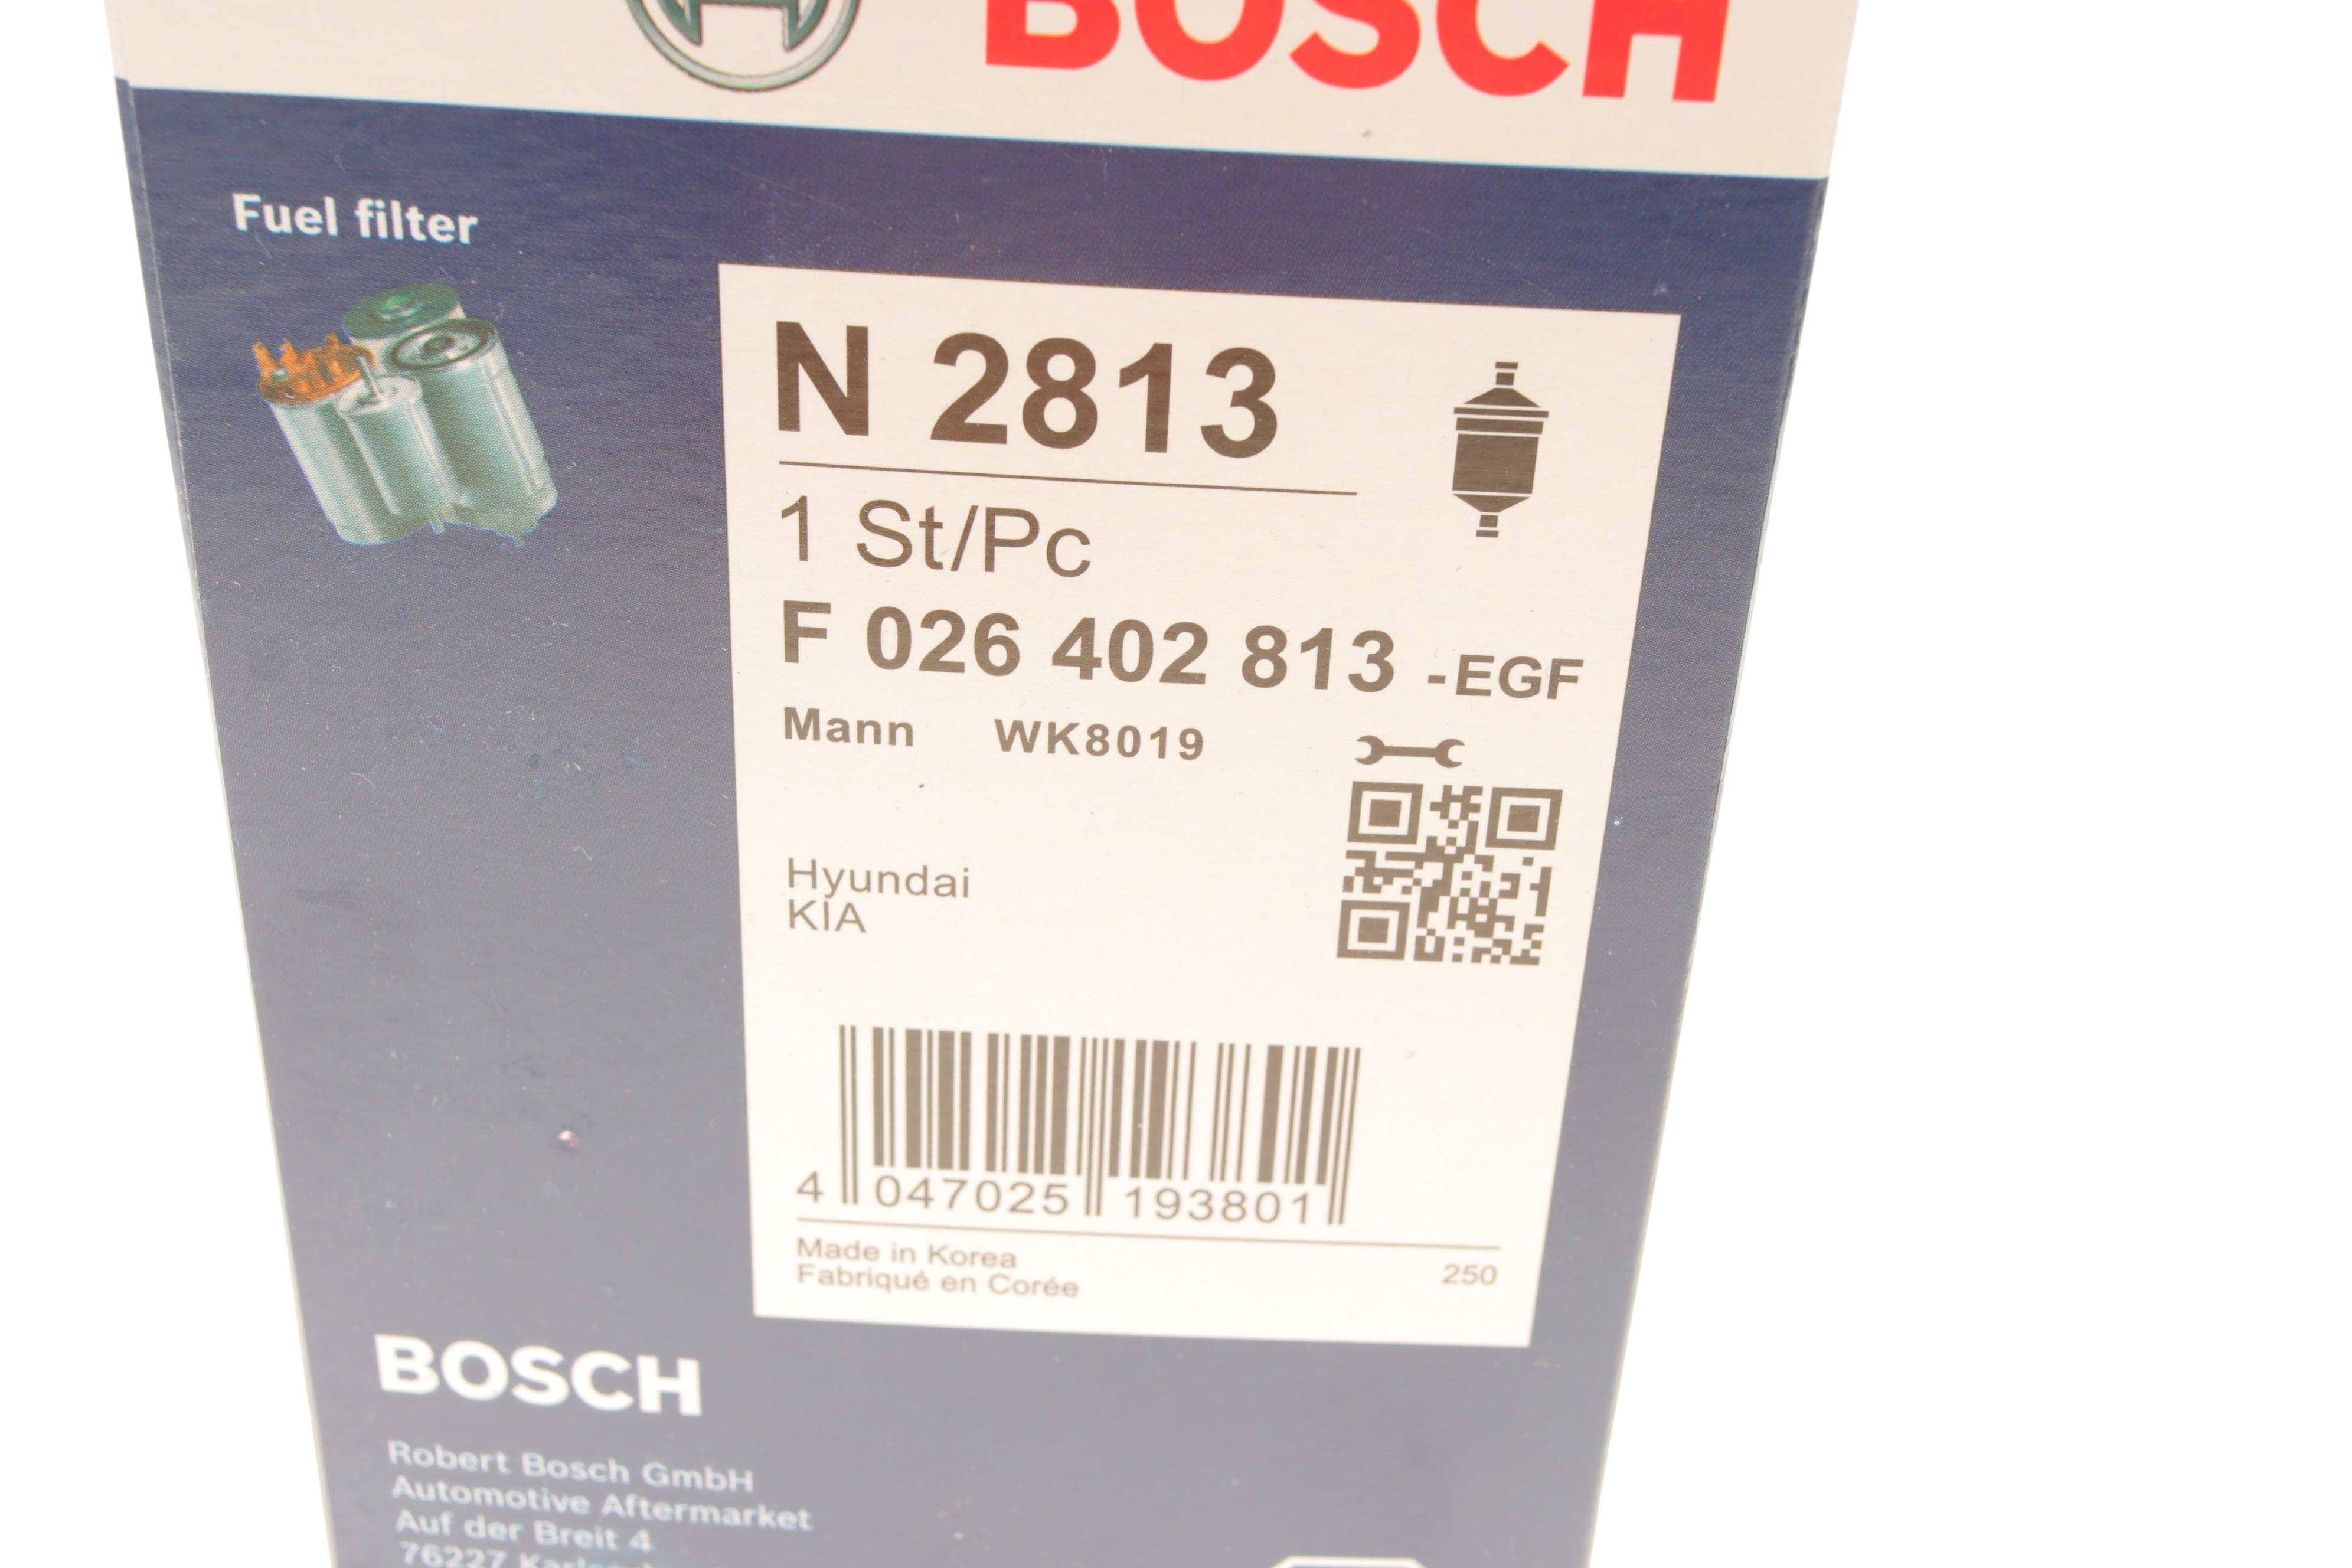 BOSCH
Fuel filter
N 2813
1 St/Pc
F 026 402 813 -EGF
Mann WK8019
Hyundai
KIA
4 047025 193801
Made in Korea
Fabriqué en Corée
250
BOSCH
Robert Bosch GmbH
Automotive Aftermarket
Auf der Breit 4
76227